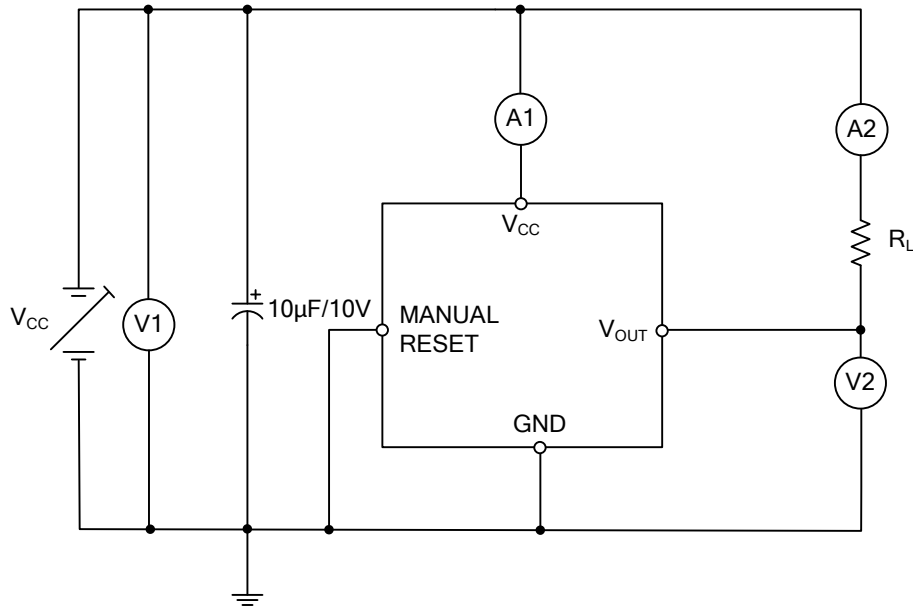 A1
A2
V<sub>CC</sub>
R<sub>L</sub>
V<sub>CC</sub>
V1
+
10μF/10V
MANUAL
RESET
V<sub>OUT</sub>
V2
GND